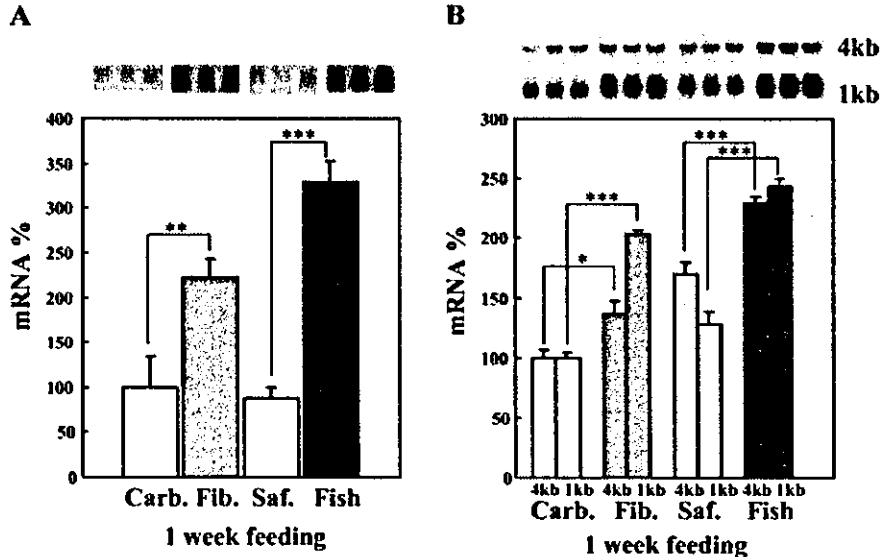 A
B
4kb
1kb
400
350
300
250
200
150
100
50
0
mRNA %
**
***
Carb. Fib. Saf. Fish
1 week feeding
300
250
200
150
100
50
0
mRNA %
***
***
***
*
4kb 1kb 4kb 1kb 4kb 1kb 4kb 1kb
Carb. Fib. Saf. Fish
1 week feeding